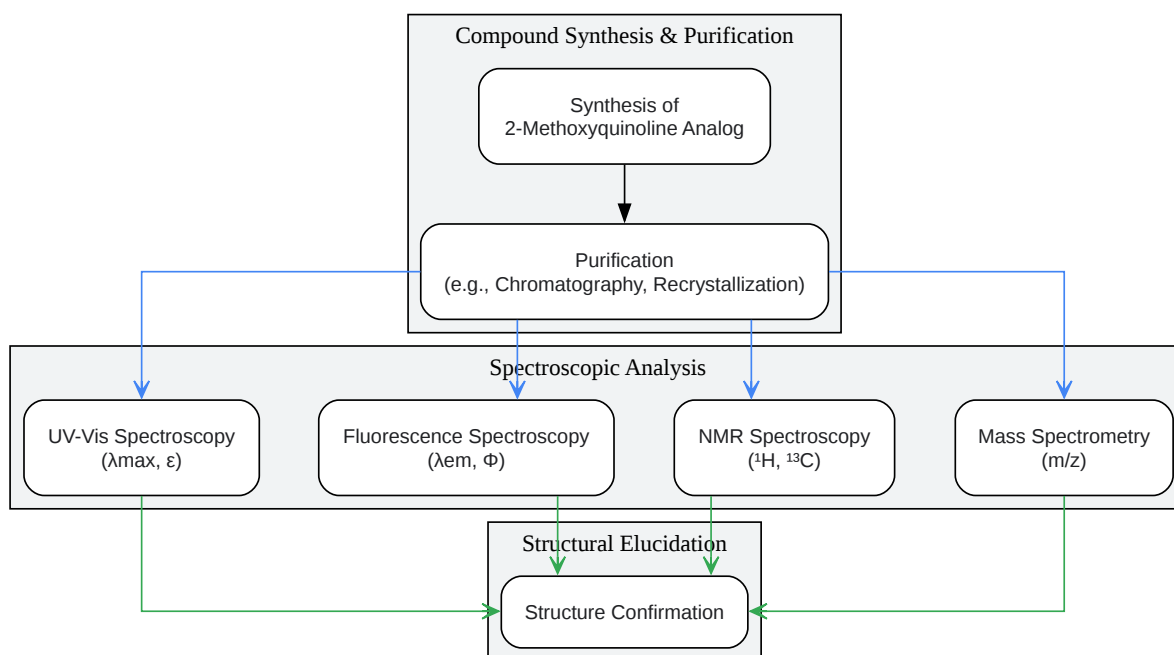 Compound Synthesis & Purification
Synthesis of
2-Methoxyquinoline Analog
Purification
(e.g., Chromatography, Recrystallization)
Spectroscopic Analysis
UV-Vis Spectroscopy
(λmax, ε)
Fluorescence Spectroscopy
(λem, Φ)
NMR Spectroscopy
(¹H, ¹³C)
Mass Spectrometry
(m/z)
Structural Elucidation
Structure Confirmation